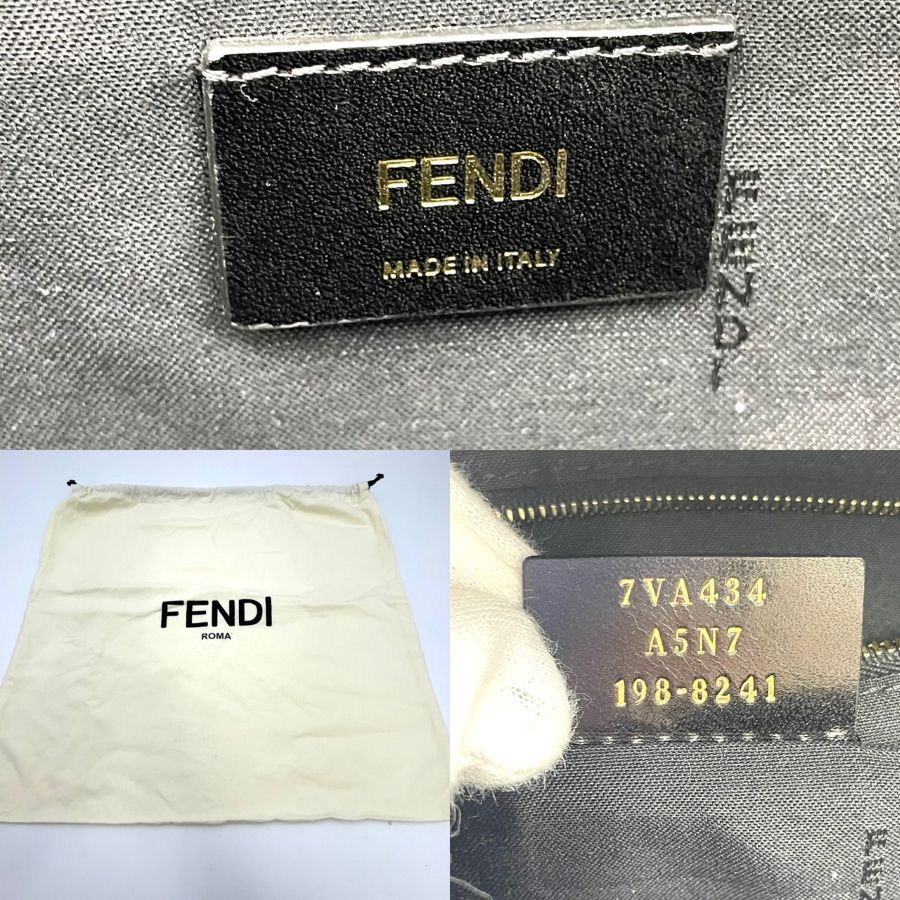 FENDI
MADE IN ITALY
FENDI
FENDI
ROMA
7VA434
A5N7
198-8241